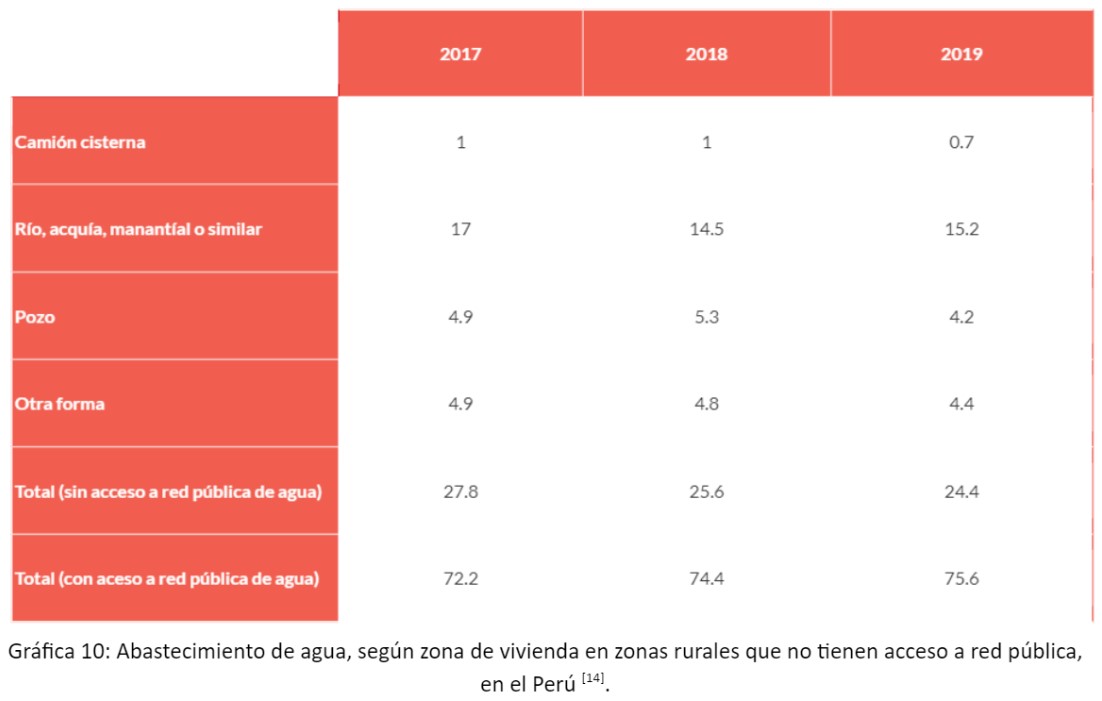 2017 2018 2019
Camión cisterna 1 1 0.7
Río, acquía, manantíal o similar 17 14.5 15.2
Pozo 4.9 5.3 4.2
Otra forma 4.9 4.8 4.4
Total (sin acceso a red pública de agua) 27.8 25.6 24.4
Total (con aceso a red pública de agua) 72.2 74.4 75.6
Gráfica 10: Abastecimiento de agua, según zona de vivienda en zonas rurales que no tienen acceso a red pública,
en el Perú [14].